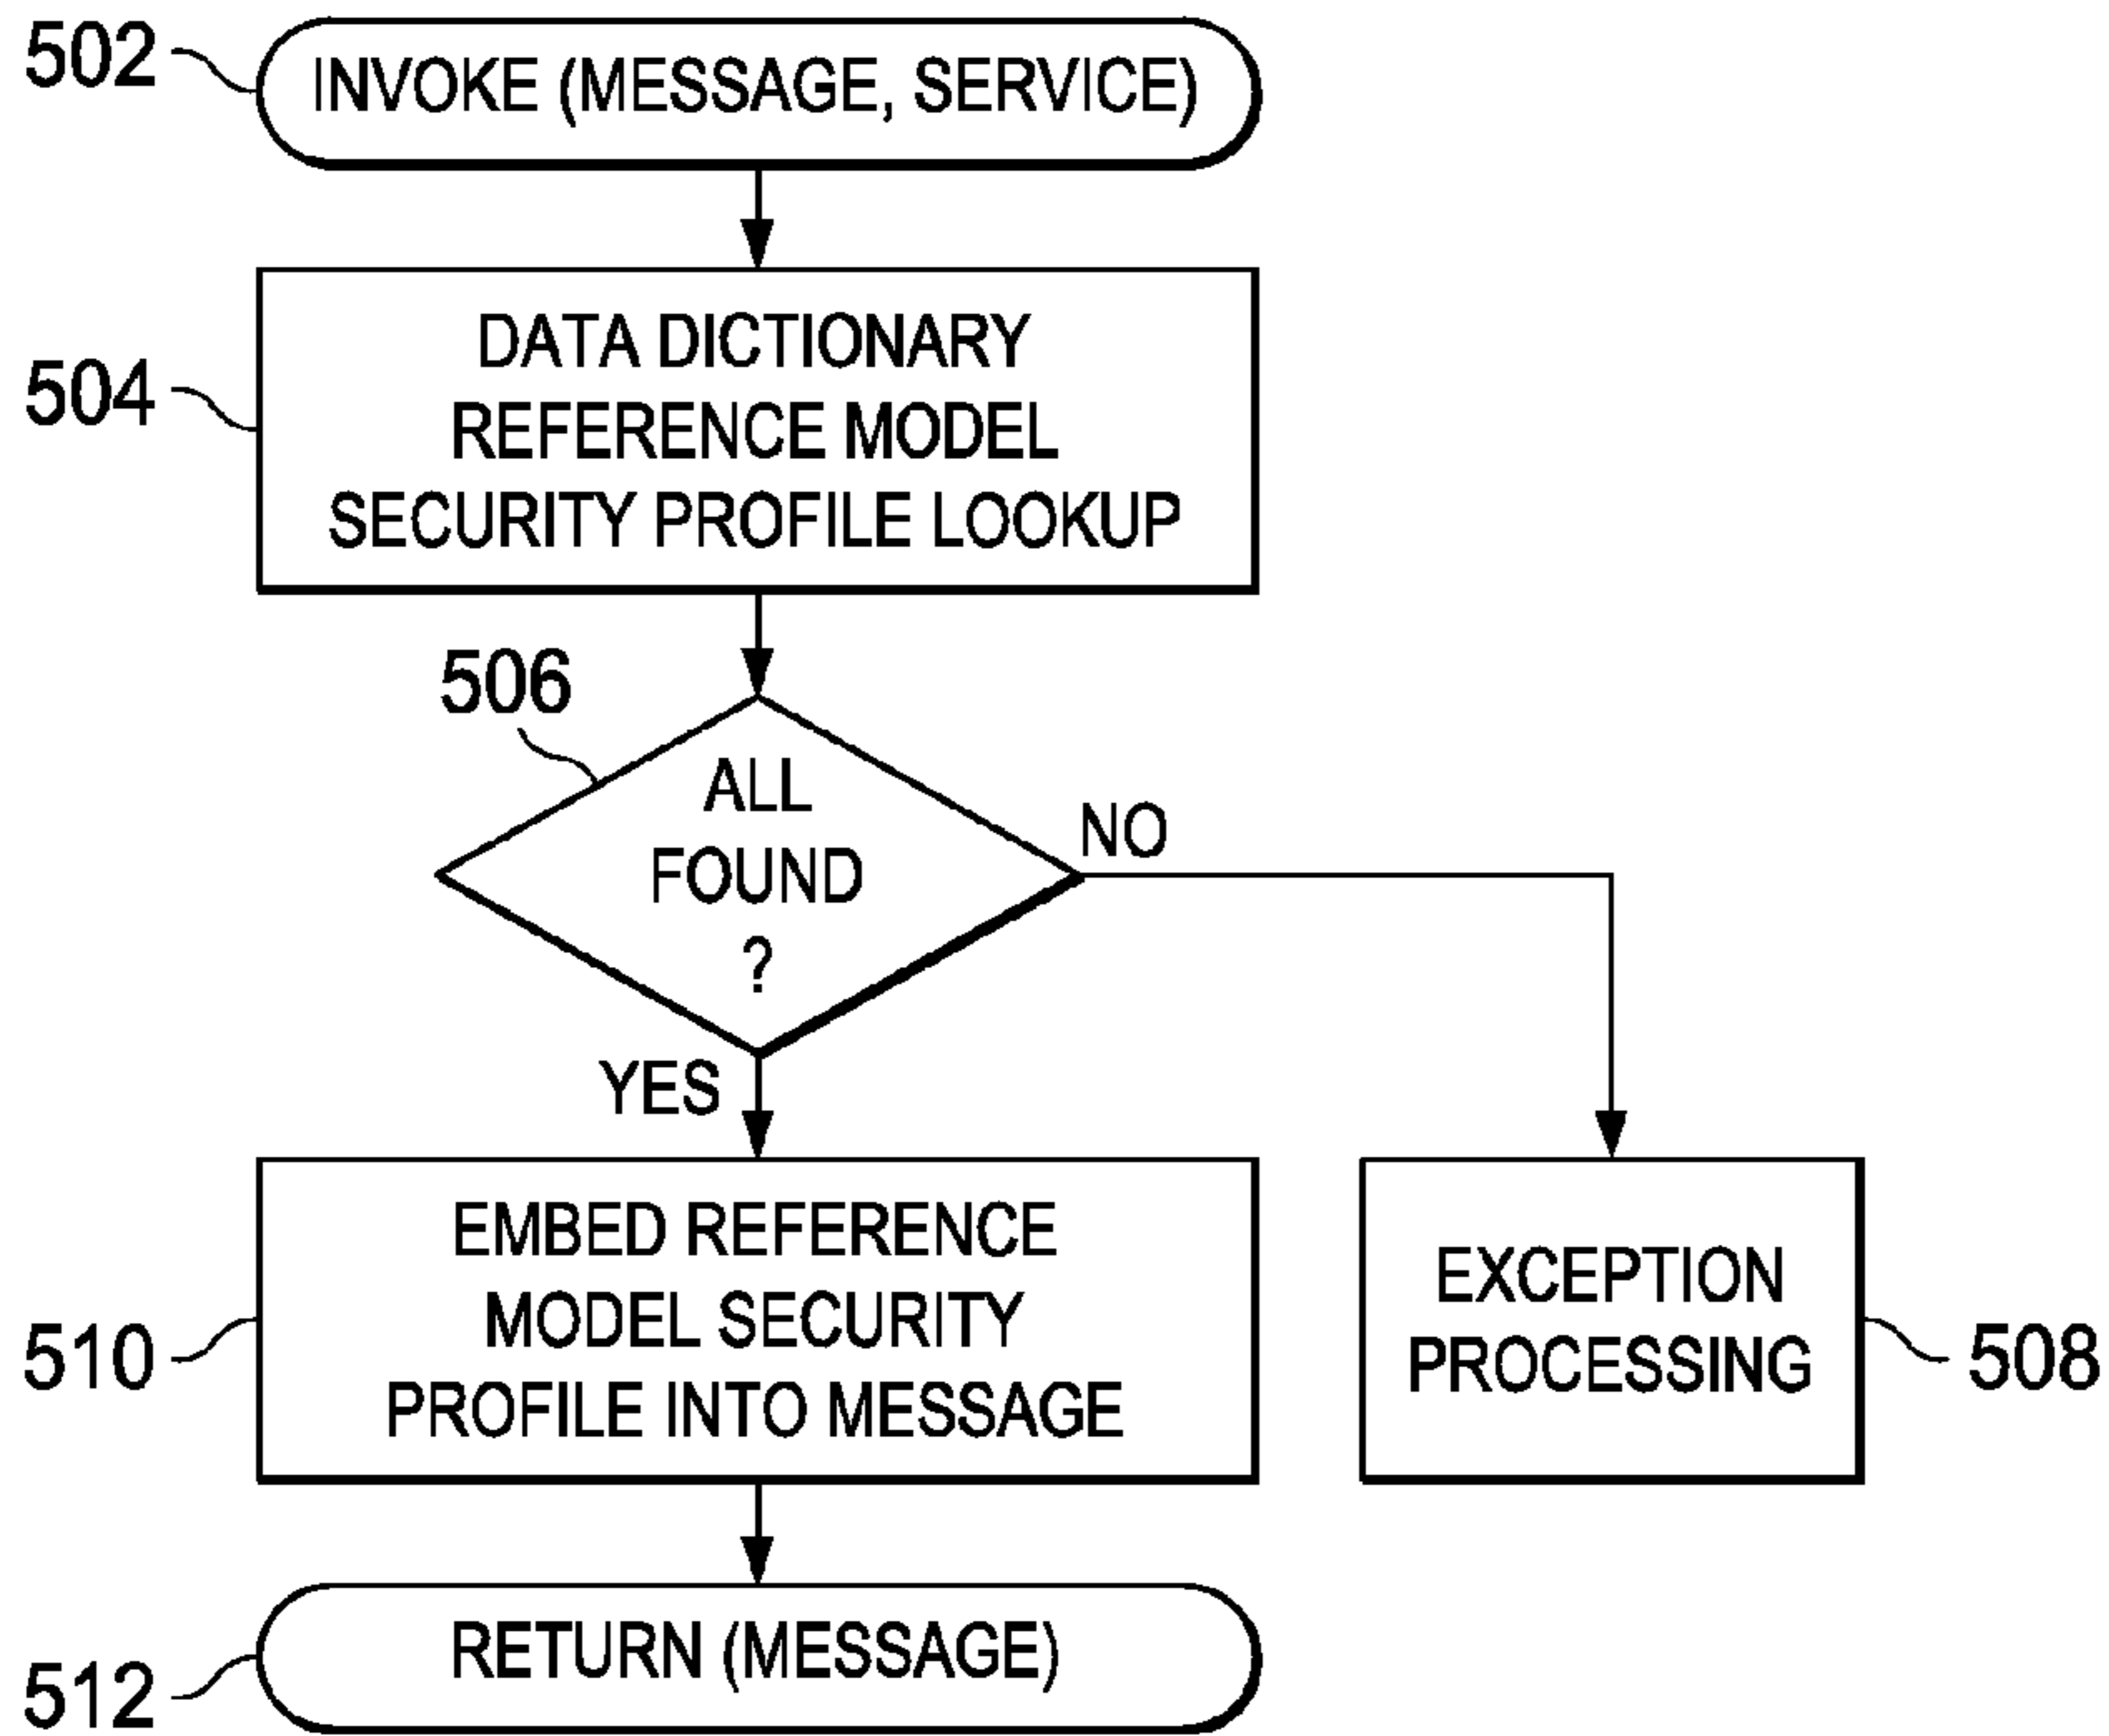 502
INVOKE (MESSAGE, SERVICE)
504
DATA DICTIONARY
REFERENCE MODEL
SECURITY PROFILE LOOKUP
506
ALL
FOUND
?
NO
YES
510
EMBED REFERENCE
MODEL SECURITY
PROFILE INTO MESSAGE
EXCEPTION
PROCESSING
508
512
RETURN (MESSAGE)